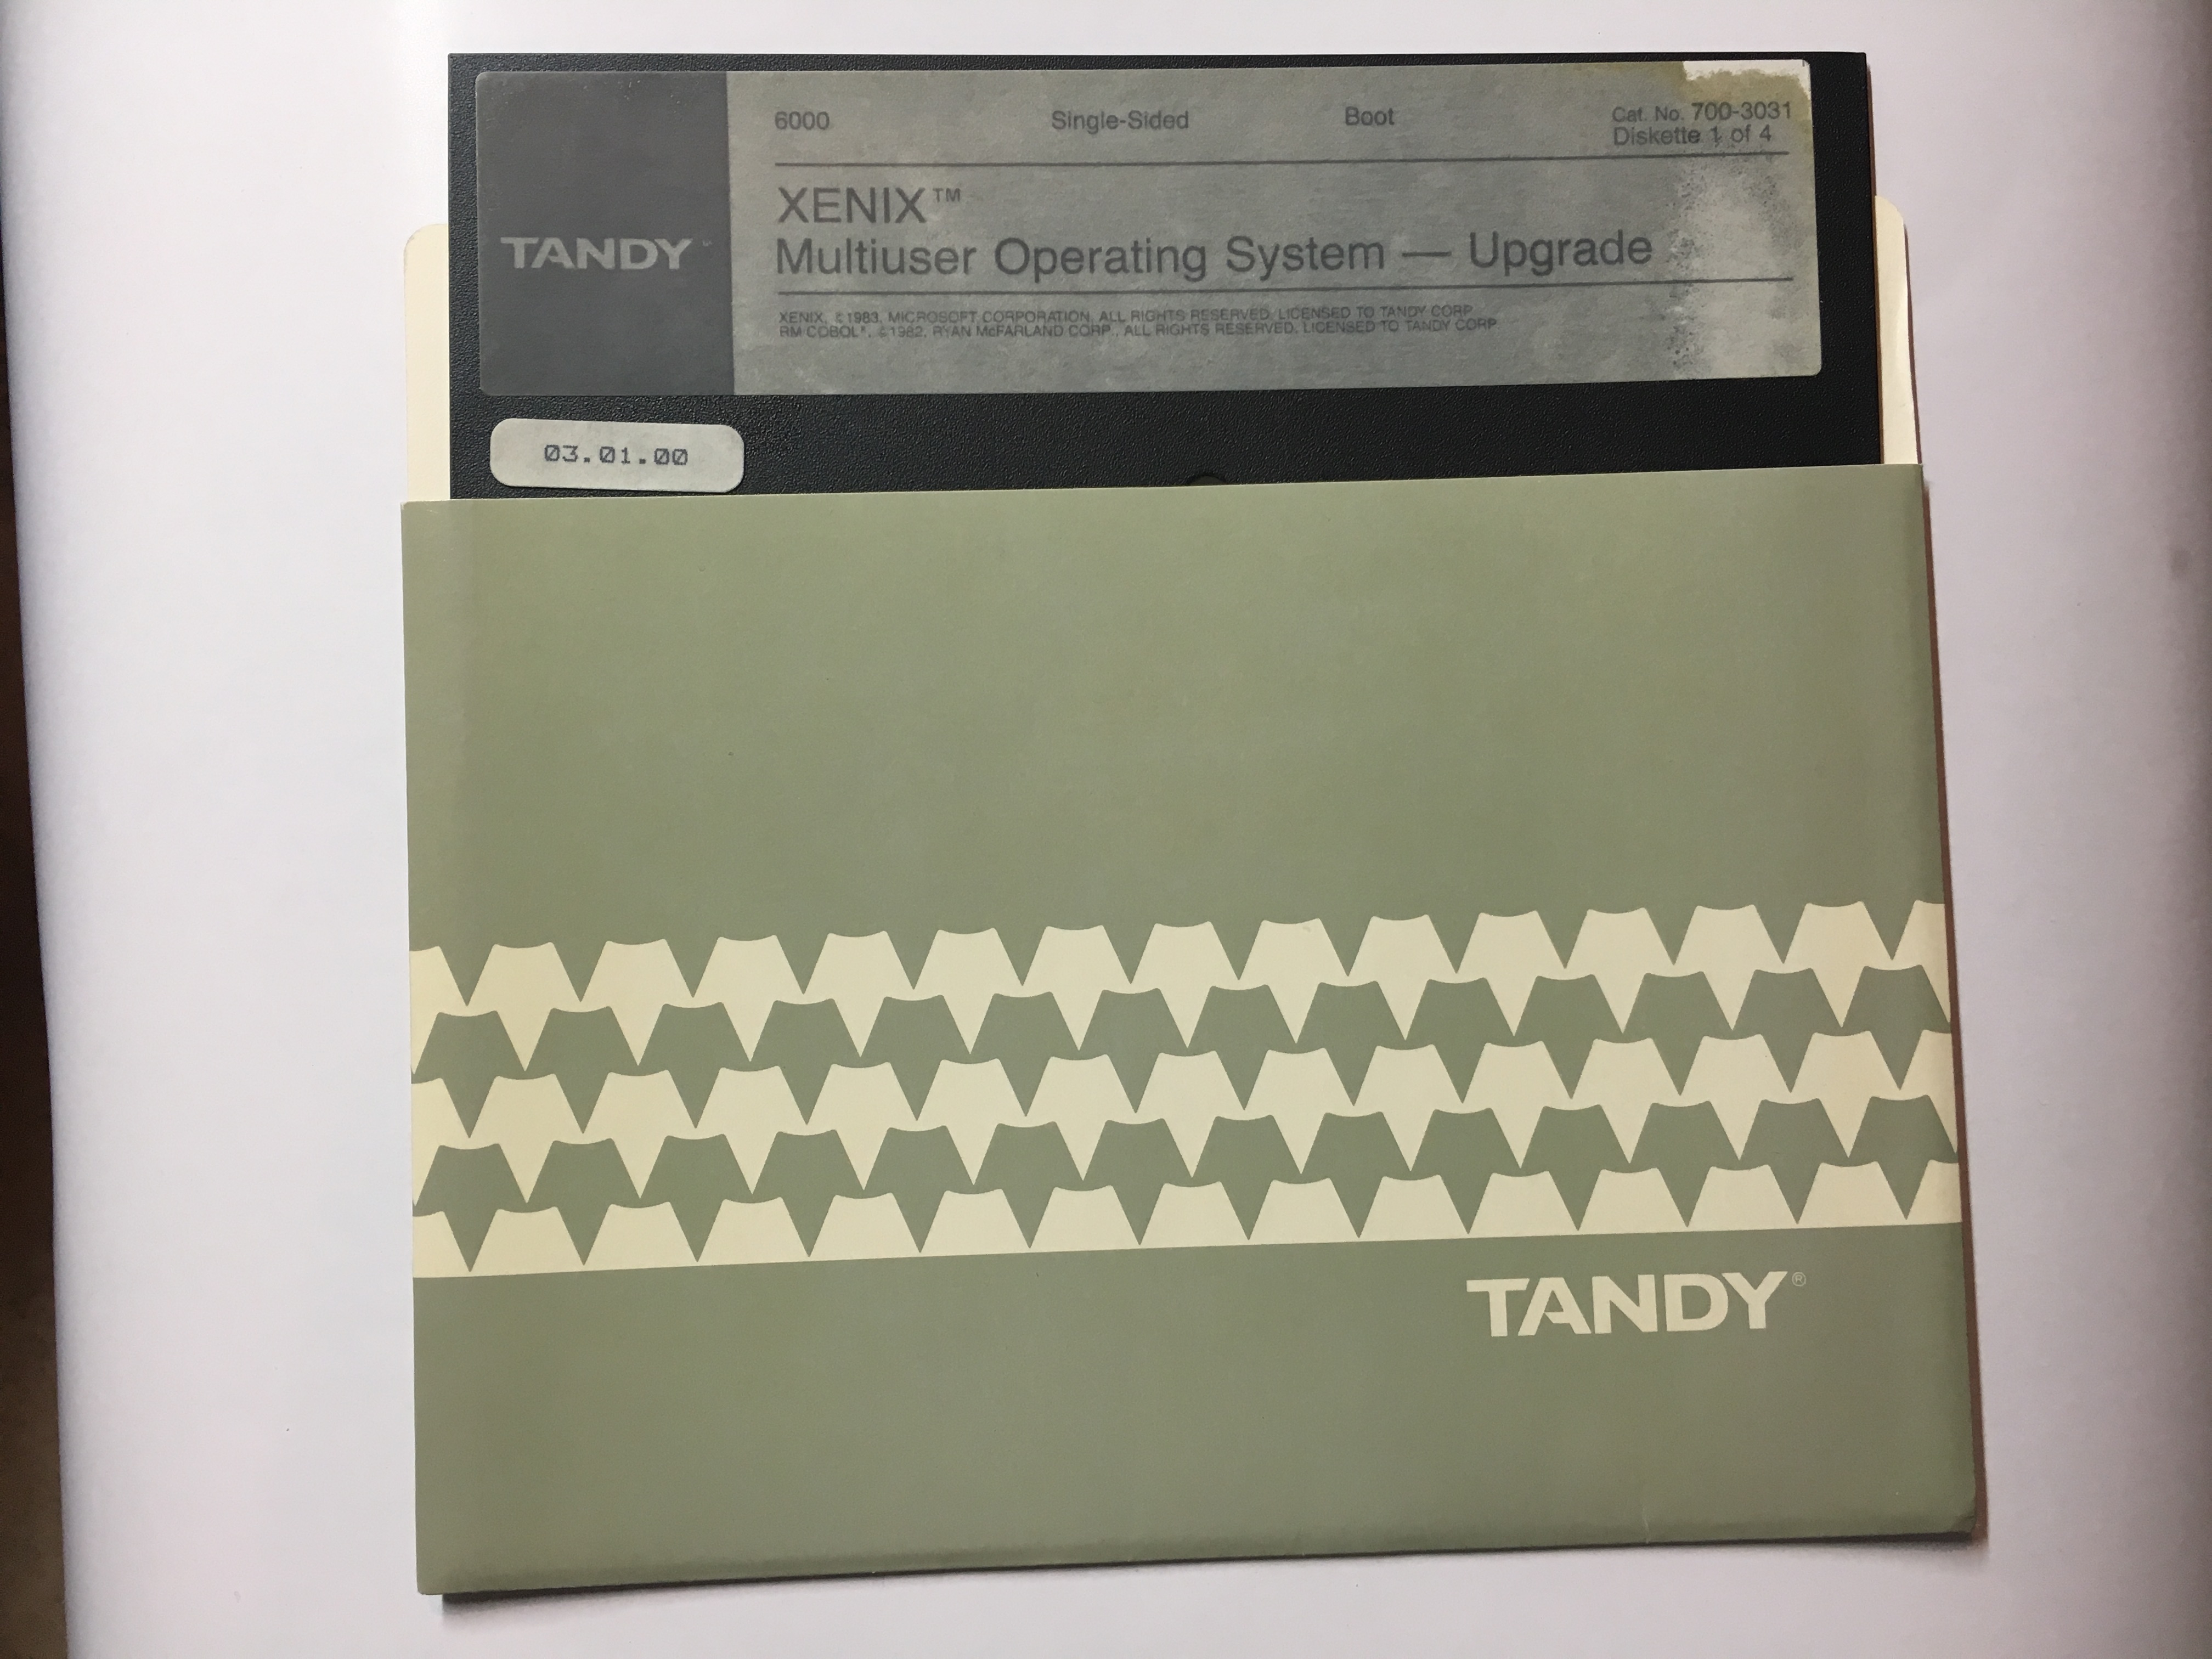 6000 Single-Sided Boot Cat. No. 700-3031
Diskette 1 of 4
XENIX™
Multiuser Operating System — Upgrade
TANDY
XENIX, ©1983, MICROSOFT CORPORATION, ALL RIGHTS RESERVED, LICENSED TO TANDY CORP.
RM COBOL®, ©1982, RYAN McFARLAND CORP., ALL RIGHTS RESERVED, LICENSED TO TANDY CORP.
03.01.00
TANDY®